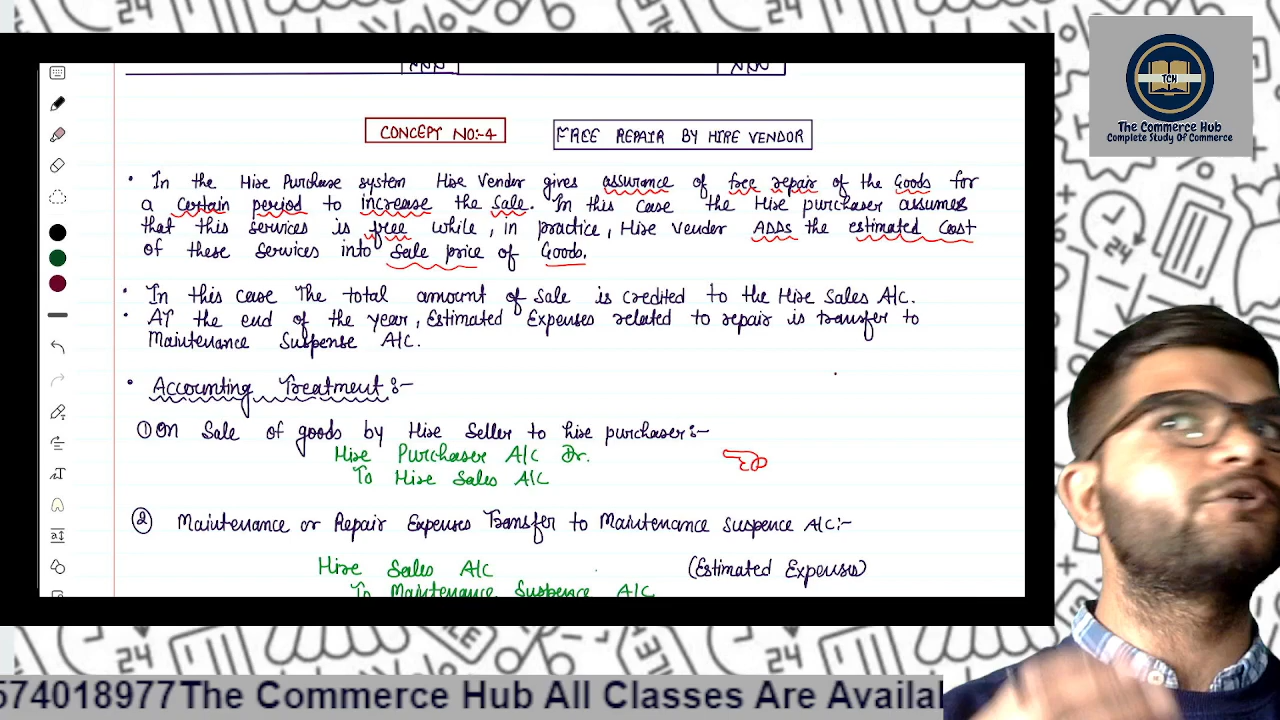 CONCEPT NO:-4
FREE REPAIR BY HIRE VENDOR
TCH
The Commerce Hub
Complete Study Of Commerce
• In the Hire Purchase system Hire Vendor gives assurance of free repair of the Goods for
a certain period to increase the Sale. In this case the Hire purchaser assumes
that this services is free while, in practice, Hire Vendor ADDs the estimated cost
of these Services into Sale price of Goods.
• In this case The total amount of Sale is credited to the Hire Sales A/C.
• AT the end of the year, Estimated Expenses related to repair is transfer to
Maintenance Suspense A/C.
• Accounting Treatment:-
① On Sale of goods by Hire Seller to hire purchaser:-
Hire Purchaser A/C Dr.
To Hire Sales A/C
② Maintenance or Repair Expenses Transfer to Maintenance Suspence A/C:-
Hire Sales A/C (Estimated Expenses)
To Maintenance Suspence A/C
574018977 The Commerce Hub All Classes Are Availal